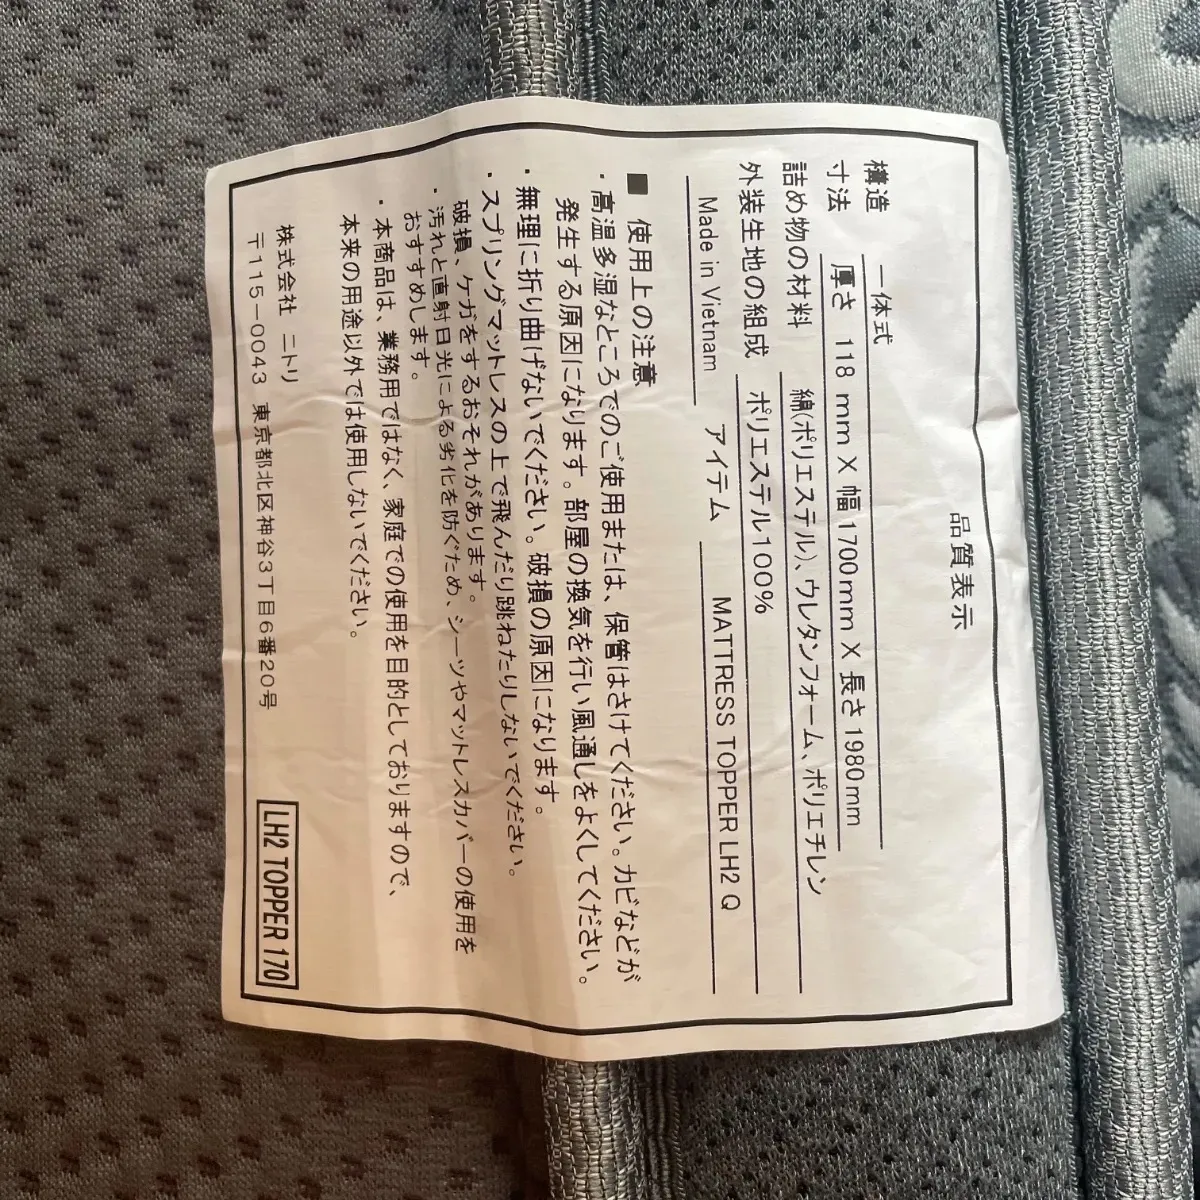 品質表示
構造 一体式
寸法 厚さ 118 mm X 幅1700mm X 長さ1980mm
詰め物の材料 綿(ポリエステル)、ウレタンフォーム、ポリエチレン
外装生地の組成 ポリエステル100%
Made in Vietnam アイテム MATTRESS TOPPER LH2 Q
■ 使用上の注意
・高温多湿なところでのご使用または、保管はさけてください。カビなどが
発生する原因になります。部屋の換気を行い風通しをよくしてください。
・無理に折り曲げないでください。破損の原因になります。
・スプリングマットレスの上で飛んだり跳ねたりしないでください。
破損、ケガをするおそれがあります。
・汚れと直射日光による劣化を防ぐため、シーツやマットレスカバーの使用を
おすすめします。
・本商品は、業務用ではなく、家庭での使用を目的としておりますので、
本来の用途以外では使用しないでください。
株式会社 ニトリ
〒115-0043 東京都北区神谷3丁目6番20号
LH2 TOPPER 170